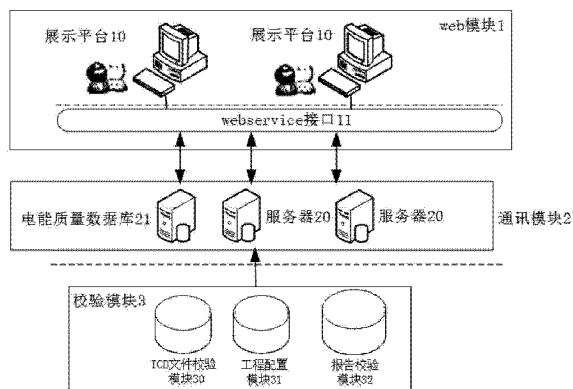 web模块1
展示平台10
展示平台10
webservice接口11
电能质量数据库21
服务器20
服务器20
通讯模块2
校验模块3
ICD文件校验
模块30
工程配置
模块31
报告校验
模块32